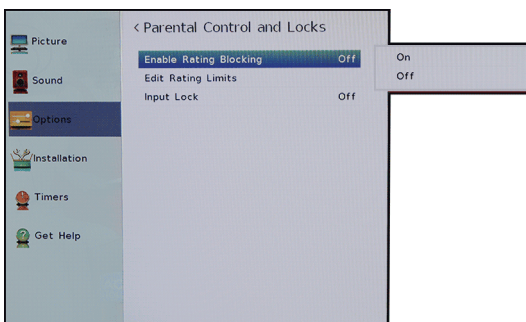 Picture
Sound
Options
Installation
Timers
Get Help
< Parental Control and Locks
Enable Rating Blocking Off
Edit Rating Limits
Input Lock Off
On
Off